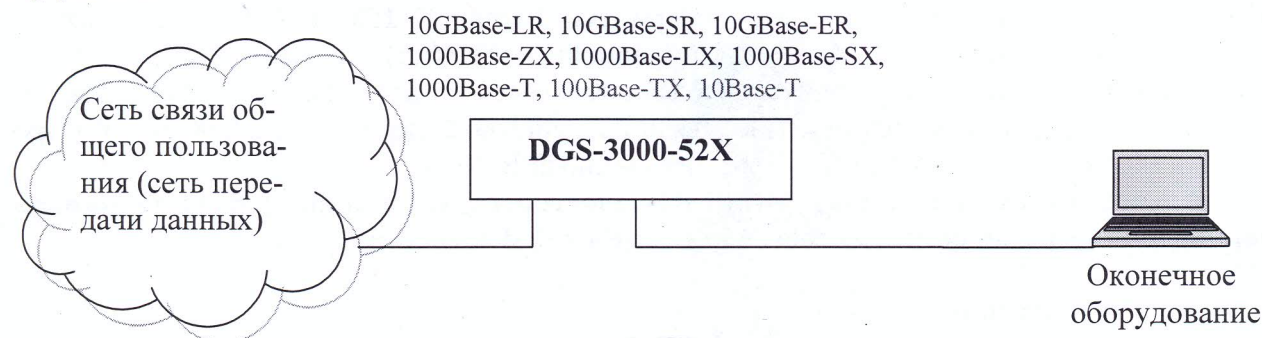 10GBase-LR, 10GBase-SR, 10GBase-ER,
1000Base-ZX, 1000Base-LX, 1000Base-SX,
1000Base-T, 100Base-TX, 10Base-T
Сеть связи об-
щего пользова-
ния (сеть пере-
дачи данных)
DGS-3000-52X
Оконечное
оборудование